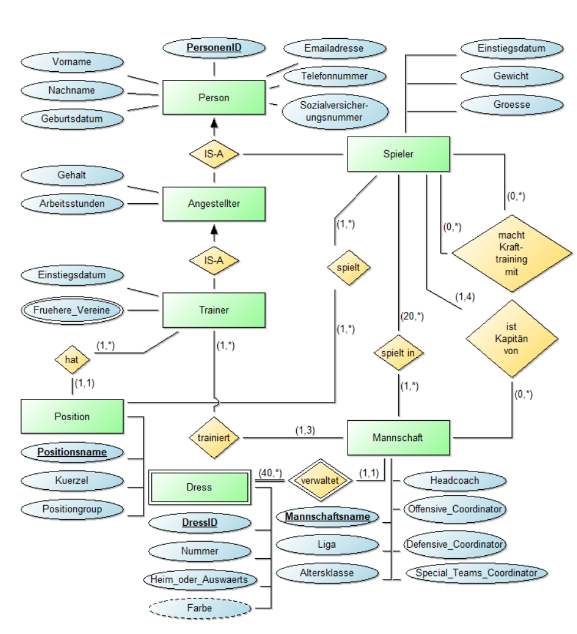 PersonenID
Vorname
Nachname
Geburtsdatum
Person
Emailadresse
Telefonnummer
Sozialversicher-
ungsnummer
Einstiegsdatum
Gewicht
Groesse
IS-A
Spieler
Gehalt
Arbeitsstunden
Angestellter
(1,*)
(0,*)
(0,*)
macht
Kraft-
training
mit
IS-A
spielt
Einstiegsdatum
Fruehere_Vereine
Trainer
(1,4)
(20,*)
ist
Kapitän
von
(1,*)
(1,*)
(1,*)
hat
spielt in
(1,1)
(1,*)
(0,*)
Position
trainiert
(1,3)
Mannschaft
Positionsname
Kuerzel
Positiongroup
Dress
(40,*)
verwaltet
(1,1)
Headcoach
Offensive_Coordinator
Defensive_Coordinator
Special_Teams_Coordinator
DressID
Nummer
Heim_oder_Auswaerts
Farbe
Mannschaftsname
Liga
Altersklasse